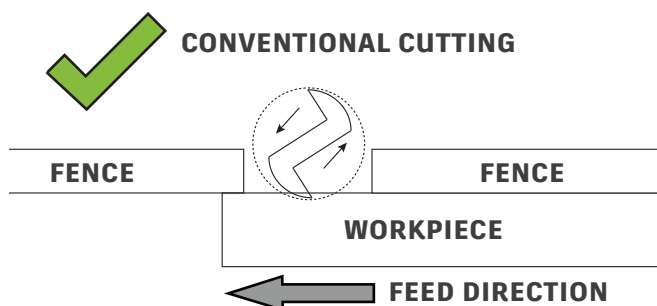 CONVENTIONAL CUTTING
FENCE
FENCE
WORKPIECE
FEED DIRECTION